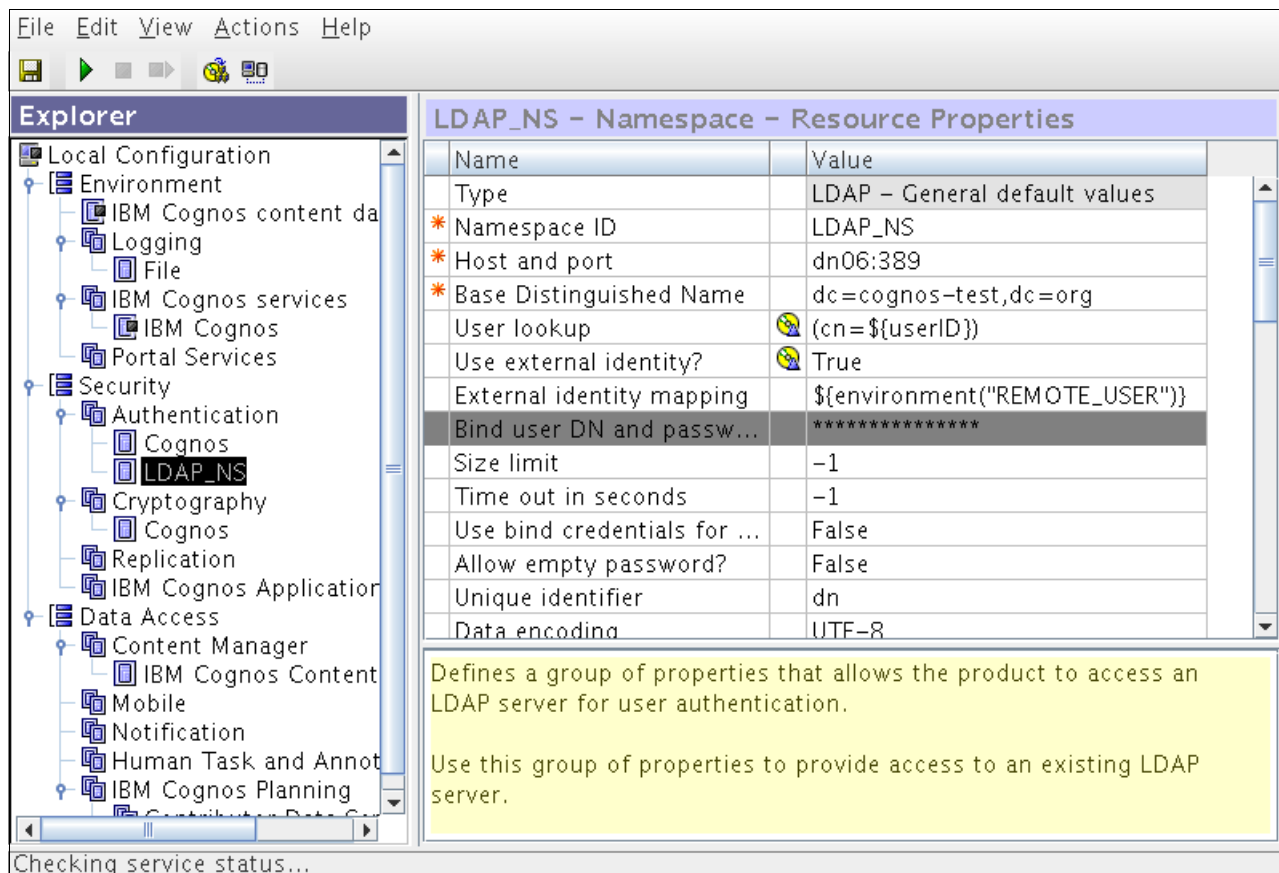 File Edit View Actions Help
Explorer
Local Configuration
Environment
IBM Cognos content da
Logging
File
IBM Cognos services
IBM Cognos
Portal Services
Security
Authentication
Cognos
LDAP_NS
Cryptography
Cognos
Replication
IBM Cognos Application
Data Access
Content Manager
IBM Cognos Content
Mobile
Notification
Human Task and Annot
IBM Cognos Planning
LDAP_NS – Namespace – Resource Properties
Name Value
Type LDAP – General default values
* Namespace ID LDAP_NS
* Host and port dn06:389
* Base Distinguished Name dc=cognos-test,dc=org
User lookup (cn=${userID})
Use external identity? True
External identity mapping ${environment("REMOTE_USER")}
Bind user DN and passw... ***************
Size limit -1
Time out in seconds -1
Use bind credentials for ... False
Allow empty password? False
Unique identifier dn
Data encoding UTF-8
Defines a group of properties that allows the product to access an
LDAP server for user authentication.
Use this group of properties to provide access to an existing LDAP
server.
Checking service status...